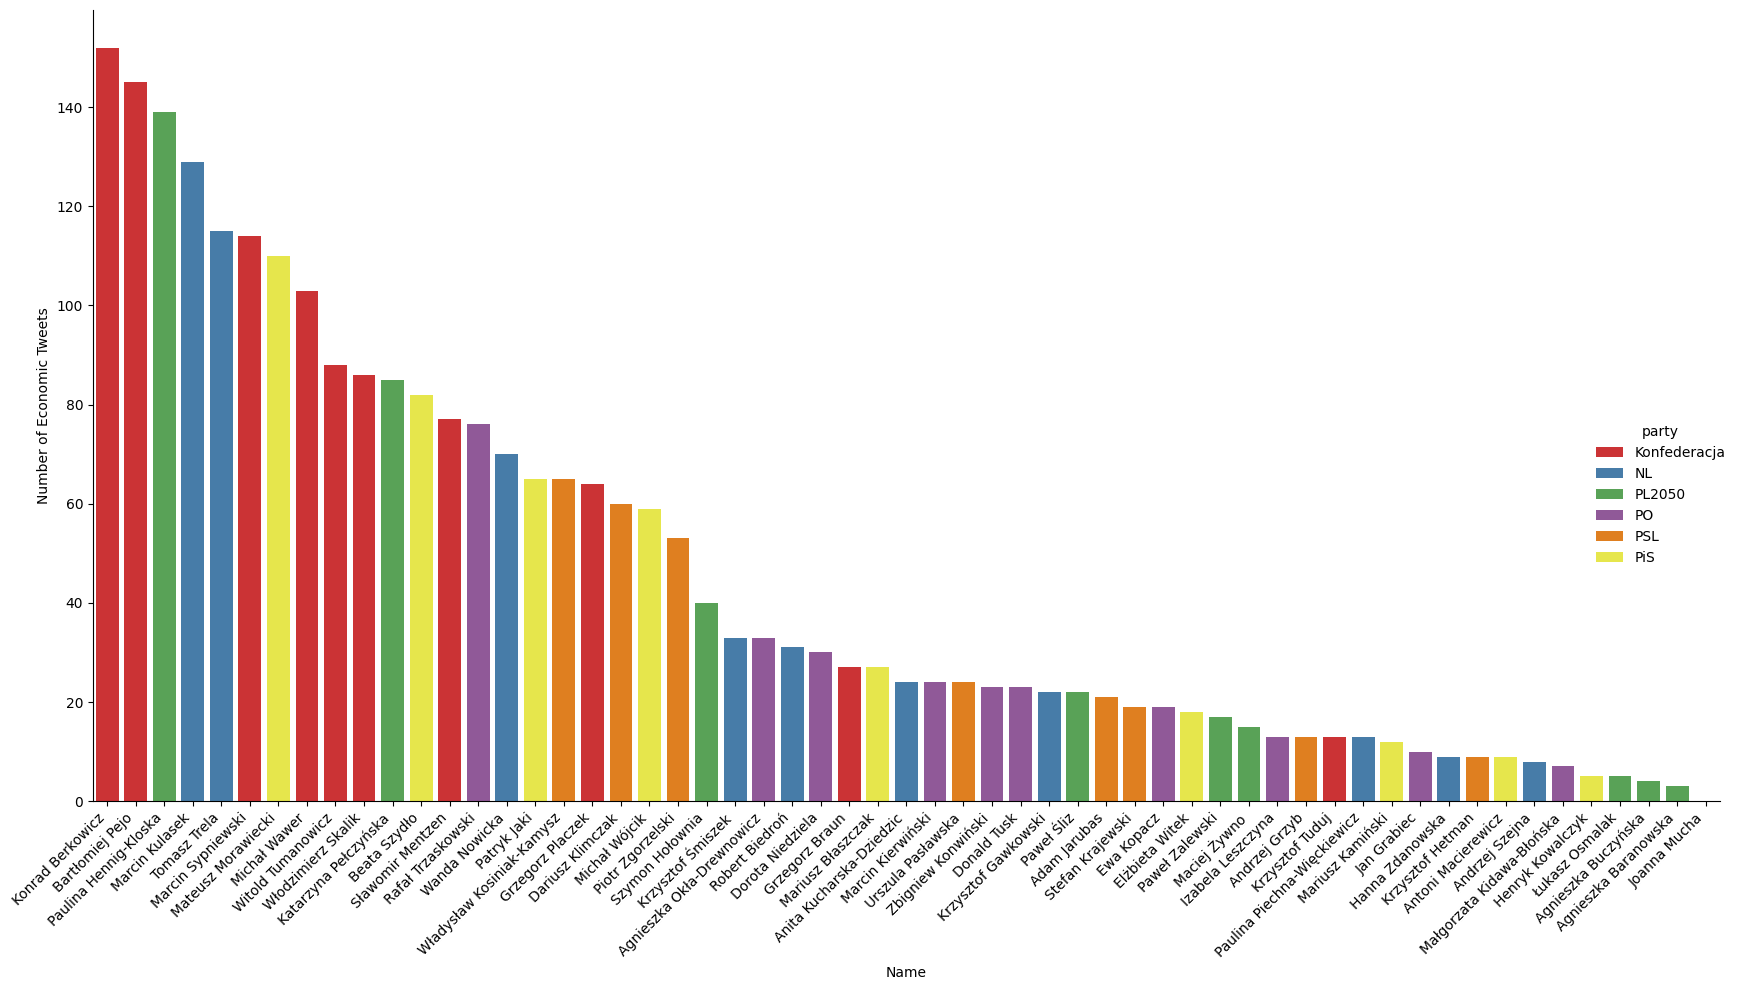 Number of Economic Tweets
140
120
100
80
60
40
20
0
Konrad Berkowicz
Bartłomiej Pejo
Paulina Hennig-Kloska
Marcin Kulasek
Tomasz Trela
Marcin Sypniewski
Mateusz Morawiecki
Michał Wawer
Witold Tumanowicz
Włodzimierz Skalik
Katarzyna Pełczyńska
Beata Szydło
Sławomir Mentzen
Rafał Trzaskowski
Wanda Nowicka
Patryk Jaki
Władysław Kosiniak-Kamysz
Grzegorz Płaczek
Dariusz Klimczak
Michał Wójcik
Piotr Zgorzelski
Szymon Hołownia
Krzysztof Śmiszek
Agnieszka Okła-Drewnowicz
Robert Biedroń
Dorota Niedziela
Grzegorz Braun
Mariusz Błaszczak
Anita Kucharska-Dziedzic
Marcin Kierwiński
Urszula Pasławska
Zbigniew Konwiński
Donald Tusk
Krzysztof Gawkowski
Paweł Śliz
Adam Jarubas
Stefan Krajewski
Ewa Kopacz
Elżbieta Witek
Paweł Zalewski
Maciej Żywno
Izabela Leszczyna
Andrzej Grzyb
Krzysztof Tuduj
Paulina Piechna-Więckiewicz
Mariusz Kamiński
Jan Grabiec
Hanna Zdanowska
Krzysztof Hetman
Antoni Macierewicz
Andrzej Szejna
Małgorzata Kidawa-Błońska
Henryk Kowalczyk
Łukasz Osmalak
Agnieszka Buczyńska
Agnieszka Baranowska
Joanna Mucha
Name
party
Konfederacja
NL
PL2050
PO
PSL
PiS